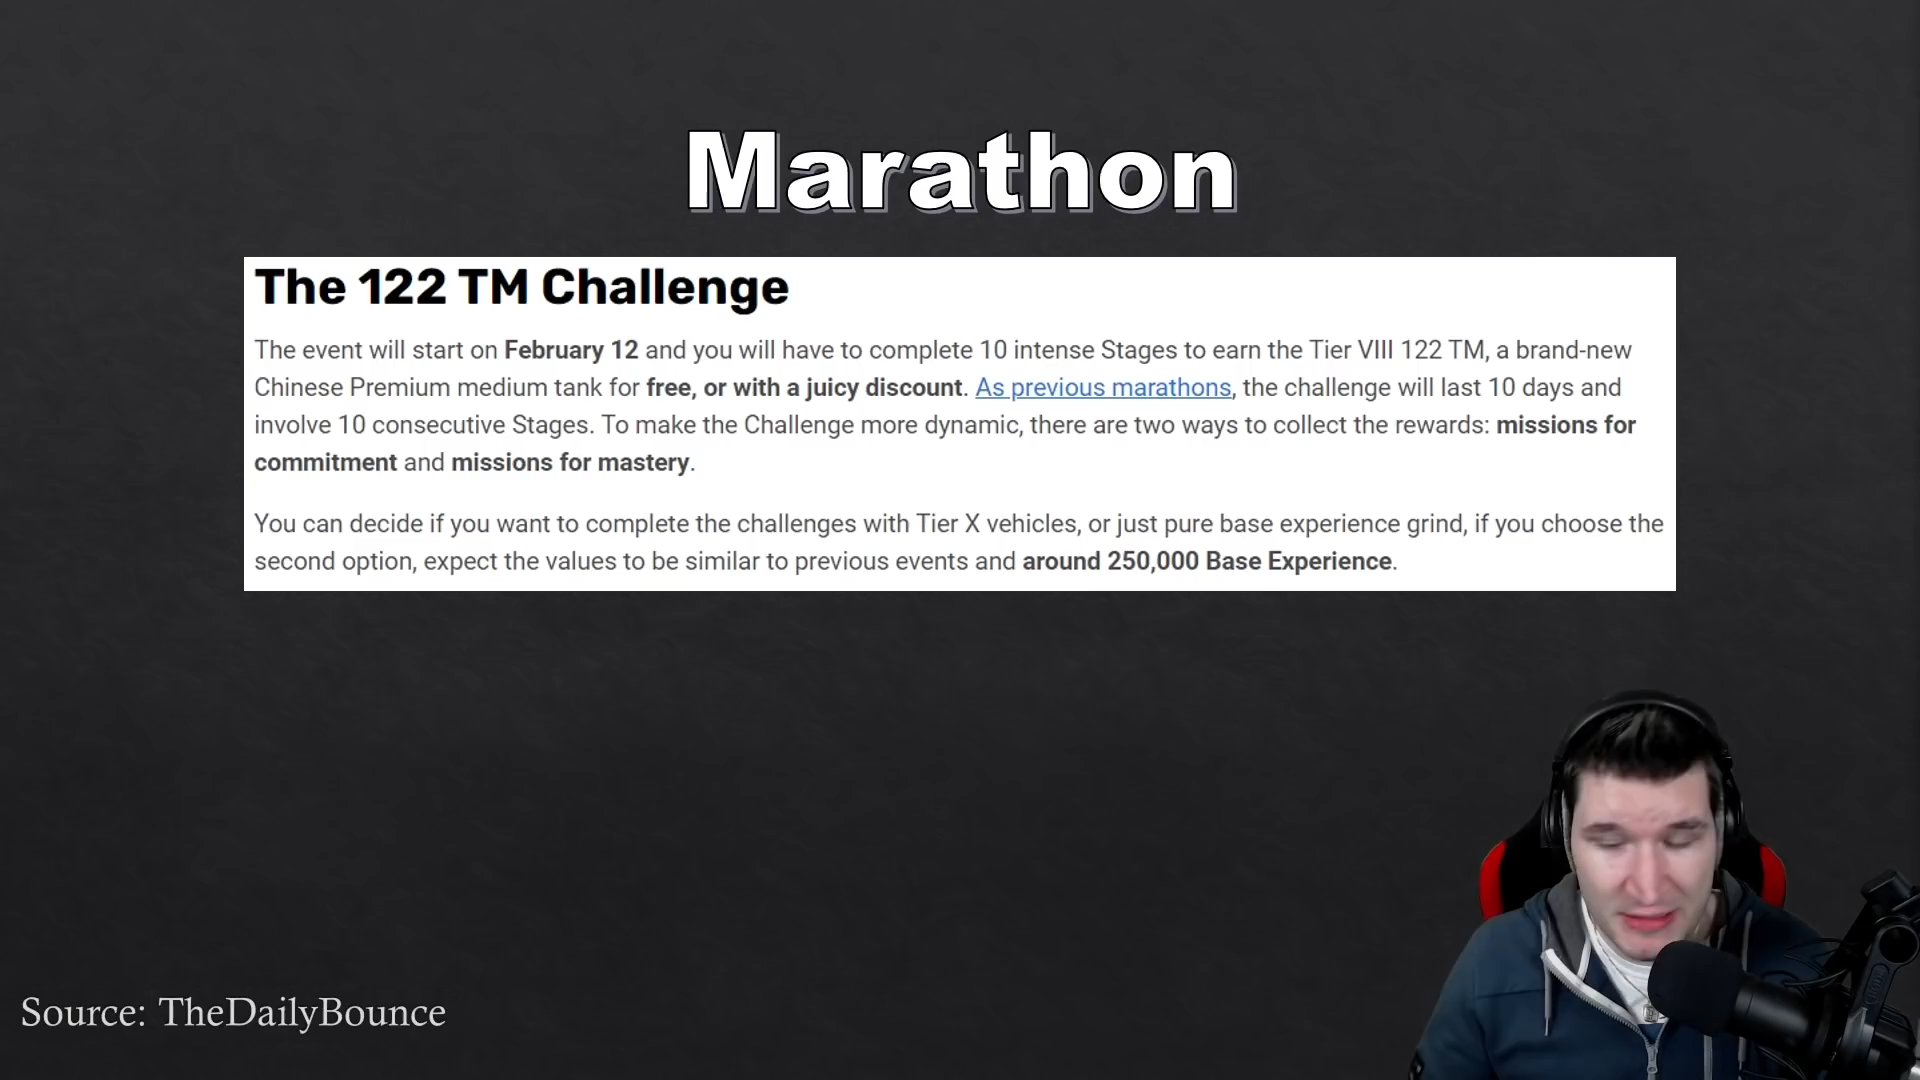 Marathon
The 122 TM Challenge
The event will start on February 12 and you will have to complete 10 intense Stages to earn the Tier VIII 122 TM, a brand-new
Chinese Premium medium tank for free, or with a juicy discount. As previous marathons, the challenge will last 10 days and
involve 10 consecutive Stages. To make the Challenge more dynamic, there are two ways to collect the rewards: missions for
commitment and missions for mastery.
You can decide if you want to complete the challenges with Tier X vehicles, or just pure base experience grind, if you choose the
second option, expect the values to be similar to previous events and around 250,000 Base Experience.
Source: TheDailyBounce